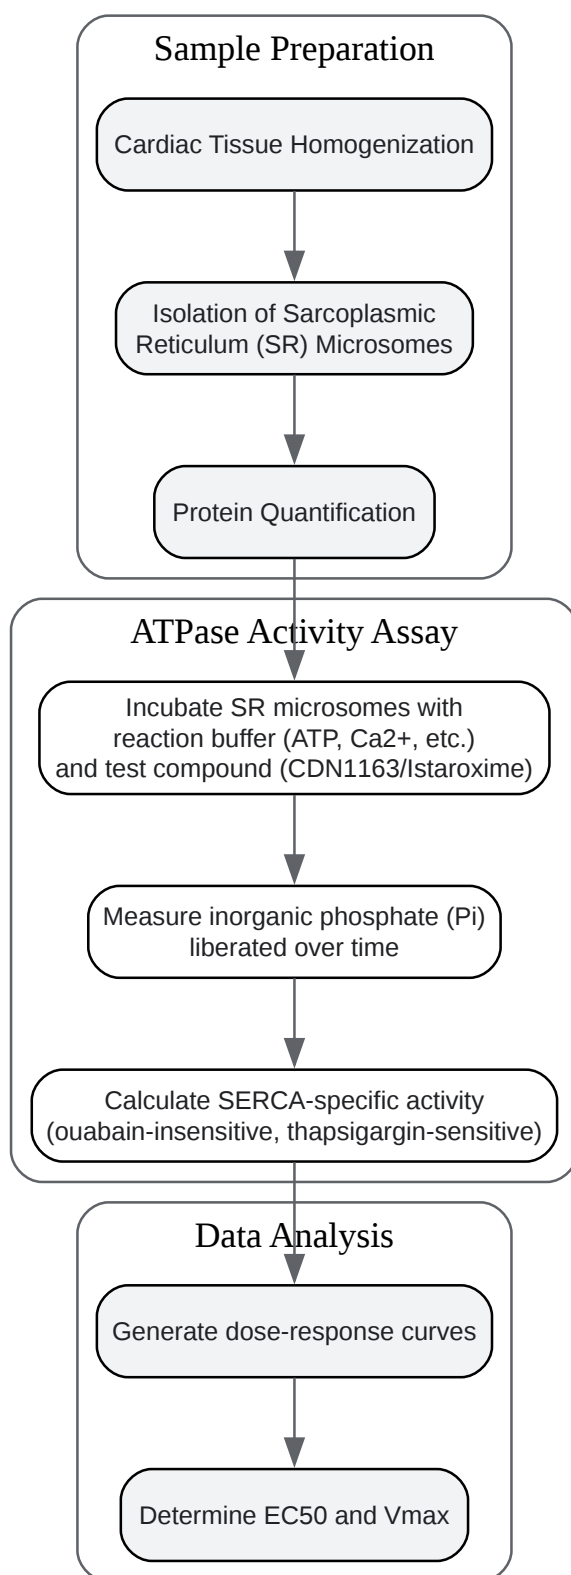 Sample Preparation
Cardiac Tissue Homogenization
Isolation of Sarcoplasmic
Reticulum (SR) Microsomes
Protein Quantification
ATPase Activity Assay
Incubate SR microsomes with
reaction buffer (ATP, Ca2+, etc.)
and test compound (CDN1163/Istaroxime)
Measure inorganic phosphate (Pi)
liberated over time
Calculate SERCA-specific activity
(ouabain-insensitive, thapsigargin-sensitive)
Data Analysis
Generate dose-response curves
Determine EC50 and Vmax